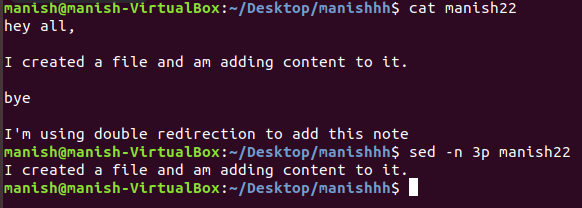 manish@manish-VirtualBox:~/Desktop/manishhh$ cat manish22
hey all,
I created a file and am adding content to it.
bye
I'm using double redirection to add this note
manish@manish-VirtualBox:~/Desktop/manishhh$ sed -n 3p manish22
I created a file and am adding content to it.
manish@manish-VirtualBox:~/Desktop/manishhh$